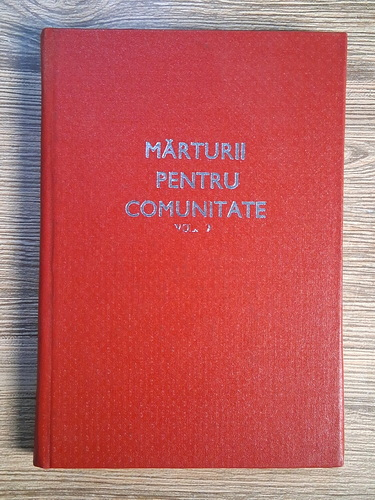 MĂRTURII
PENTRU
COMUNITATE
VOL.